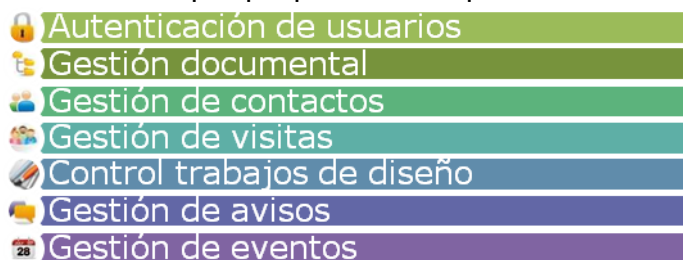 Autenticación de usuarios
Gestión documental
Gestión de contactos
Gestión de visitas
Control trabajos de diseño
Gestión de avisos
28
Gestión de eventos